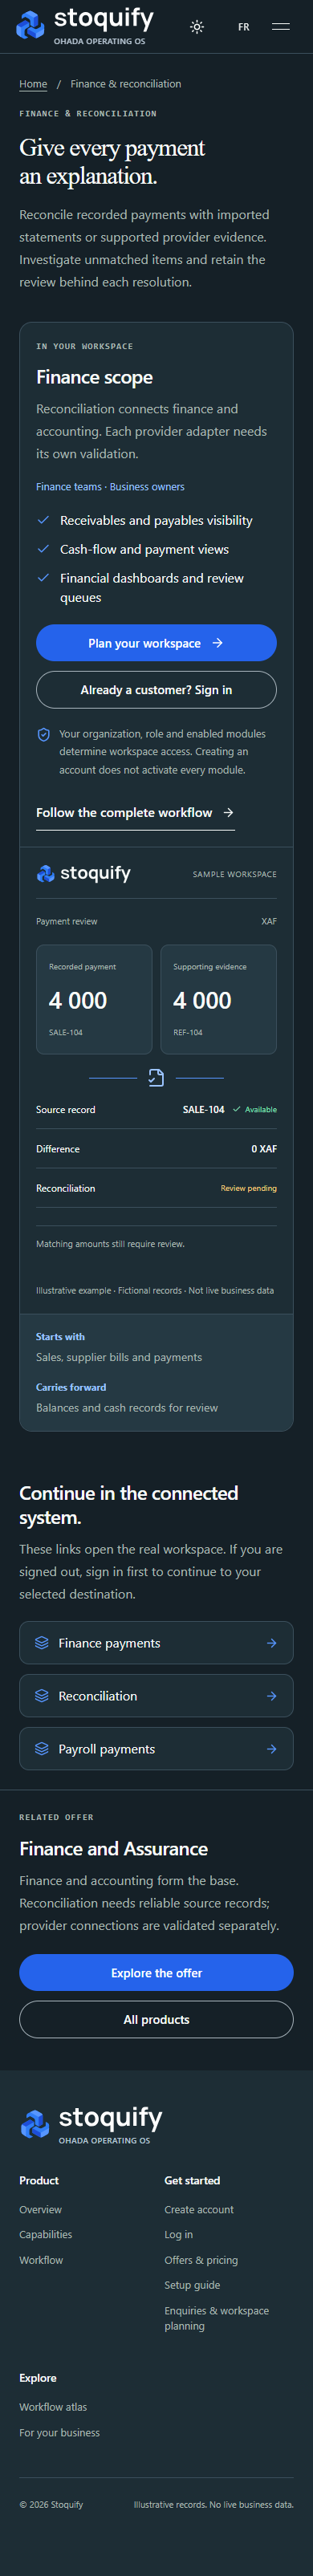 stoquify
OHADA OPERATING OS
FR
Home / Finance & reconciliation
FINANCE & RECONCILIATION
Give every payment
an explanation.
Reconcile recorded payments with imported
statements or supported provider evidence.
Investigate unmatched items and retain the
review behind each resolution.
IN YOUR WORKSPACE
Finance scope
Reconciliation connects finance and
accounting. Each provider adapter needs
its own validation.
Finance teams · Business owners
Receivables and payables visibility
Cash-flow and payment views
Financial dashboards and review
queues
Plan your workspace
Already a customer? Sign in
Your organization, role and enabled modules
determine workspace access. Creating an
account does not activate every module.
Follow the complete workflow
stoquify SAMPLE WORKSPACE
Payment review XAF
Recorded payment
4 000
SALE-104
Supporting evidence
4 000
REF-104
Source record SALE-104 Available
Difference 0 XAF
Reconciliation Review pending
Matching amounts still require review.
Illustrative example · Fictional records · Not live business data
Starts with
Sales, supplier bills and payments
Carries forward
Balances and cash records for review
Continue in the connected
system.
These links open the real workspace. If you are
signed out, sign in first to continue to your
selected destination.
Finance payments
Reconciliation
Payroll payments
RELATED OFFER
Finance and Assurance
Finance and accounting form the base.
Reconciliation needs reliable source records;
provider connections are validated separately.
Explore the offer
All products
stoquify
OHADA OPERATING OS
Product
Overview
Capabilities
Workflow
Get started
Create account
Log in
Offers & pricing
Setup guide
Enquiries & workspace
planning
Explore
Workflow atlas
For your business
© 2026 Stoquify Illustrative records. No live business data.